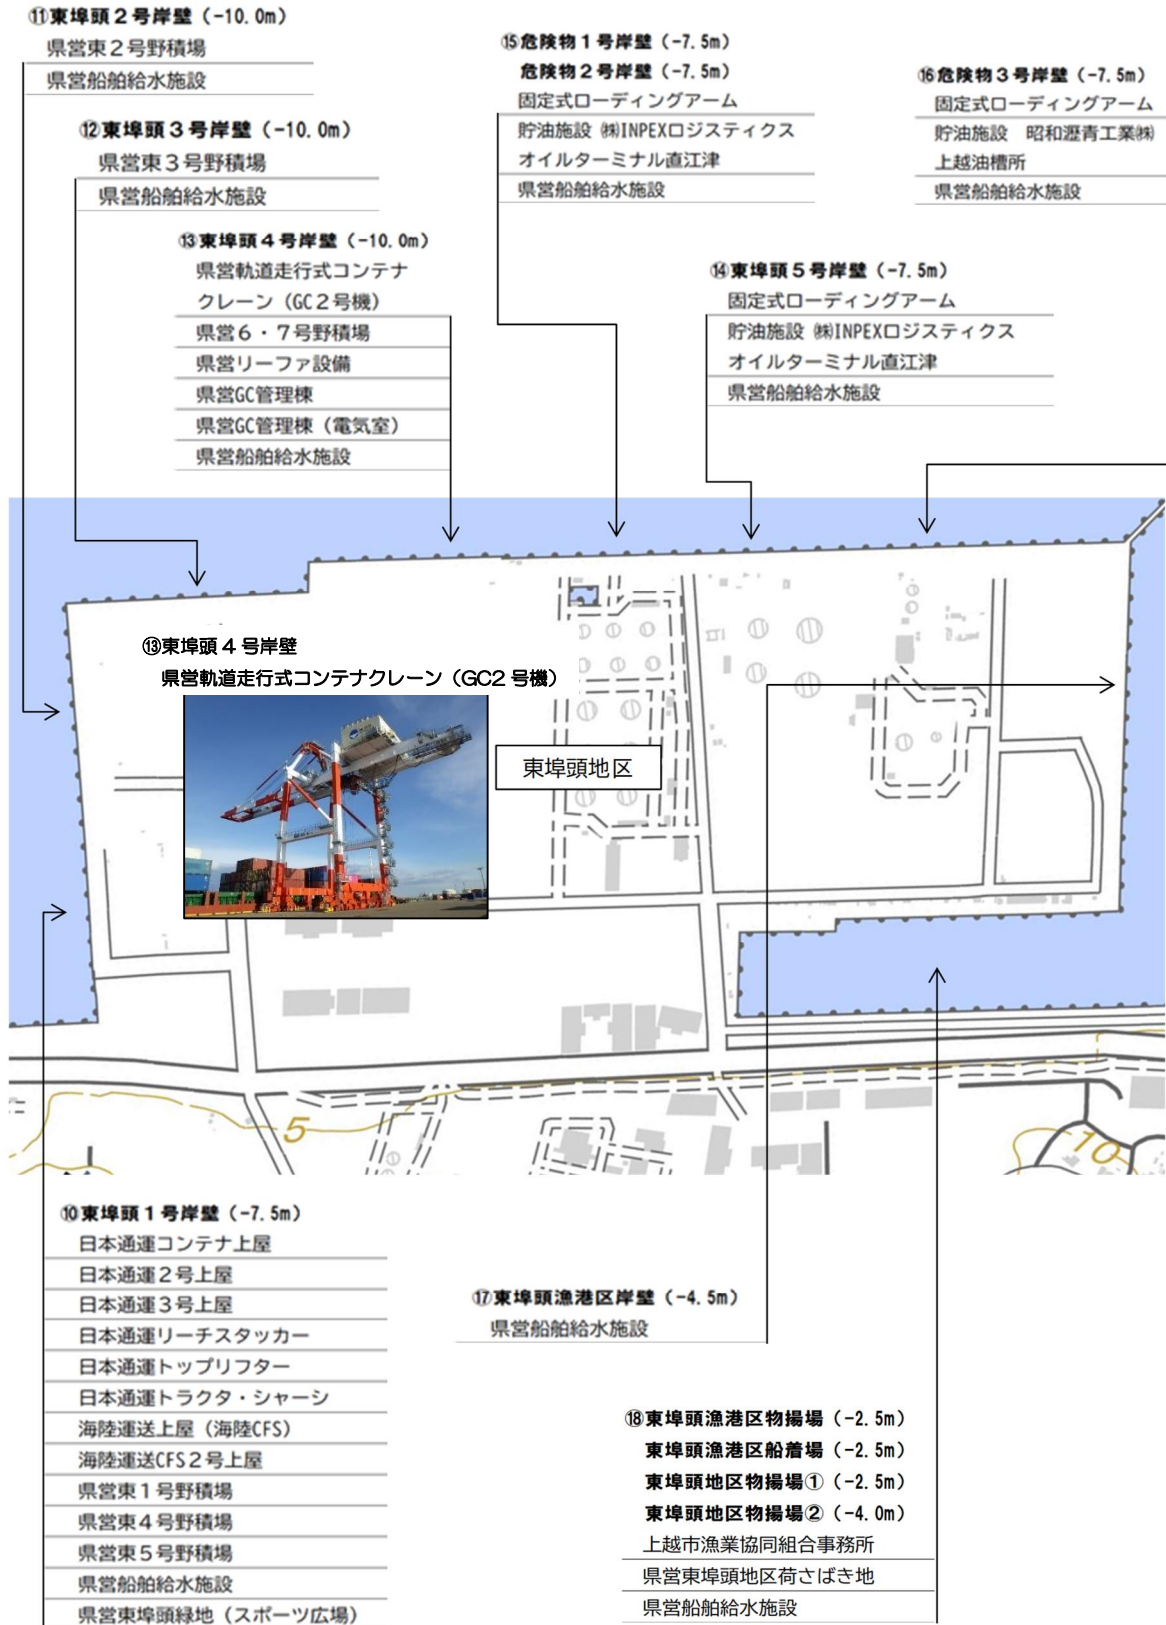 ⑪東埠頭２号岸壁（-10.0m）
県営東２号野積場
県営船舶給水施設
⑫東埠頭３号岸壁（-10.0m）
県営東３号野積場
県営船舶給水施設
⑬東埠頭４号岸壁（-10.0m）
県営軌道走行式コンテナ
クレーン（GC２号機）
県営６・７号野積場
県営リーファ設備
県営GC管理棟
県営GC管理棟（電気室）
県営船舶給水施設
⑮危険物１号岸壁（-7.5m）
危険物２号岸壁（-7.5m）
固定式ローディングアーム
貯油施設 ㈱INPEXロジスティクス
オイルターミナル直江津
県営船舶給水施設
⑯危険物３号岸壁（-7.5m）
固定式ローディングアーム
貯油施設　昭和瀝青工業㈱
上越油槽所
県営船舶給水施設
⑭東埠頭５号岸壁（-7.5m）
固定式ローディングアーム
貯油施設 ㈱INPEXロジスティクス
オイルターミナル直江津
県営船舶給水施設
⑬東埠頭４号岸壁
県営軌道走行式コンテナクレーン（GC2号機）
東埠頭地区
5
10
⑩東埠頭１号岸壁（-7.5m）
日本通運コンテナ上屋
日本通運２号上屋
日本通運３号上屋
日本通運リーチスタッカー
日本通運トップリフター
日本通運トラクタ・シャーシ
海陸運送上屋（海陸CFS）
海陸運送CFS２号上屋
県営東１号野積場
県営東４号野積場
県営東５号野積場
県営船舶給水施設
県営東埠頭緑地（スポーツ広場）
⑰東埠頭漁港区岸壁（-4.5m）
県営船舶給水施設
⑱東埠頭漁港区物揚場（-2.5m）
東埠頭漁港区船着場（-2.5m）
東埠頭地区物揚場①（-2.5m）
東埠頭地区物揚場②（-4.0m）
上越市漁業協同組合事務所
県営東埠頭地区荷さばき地
県営船舶給水施設